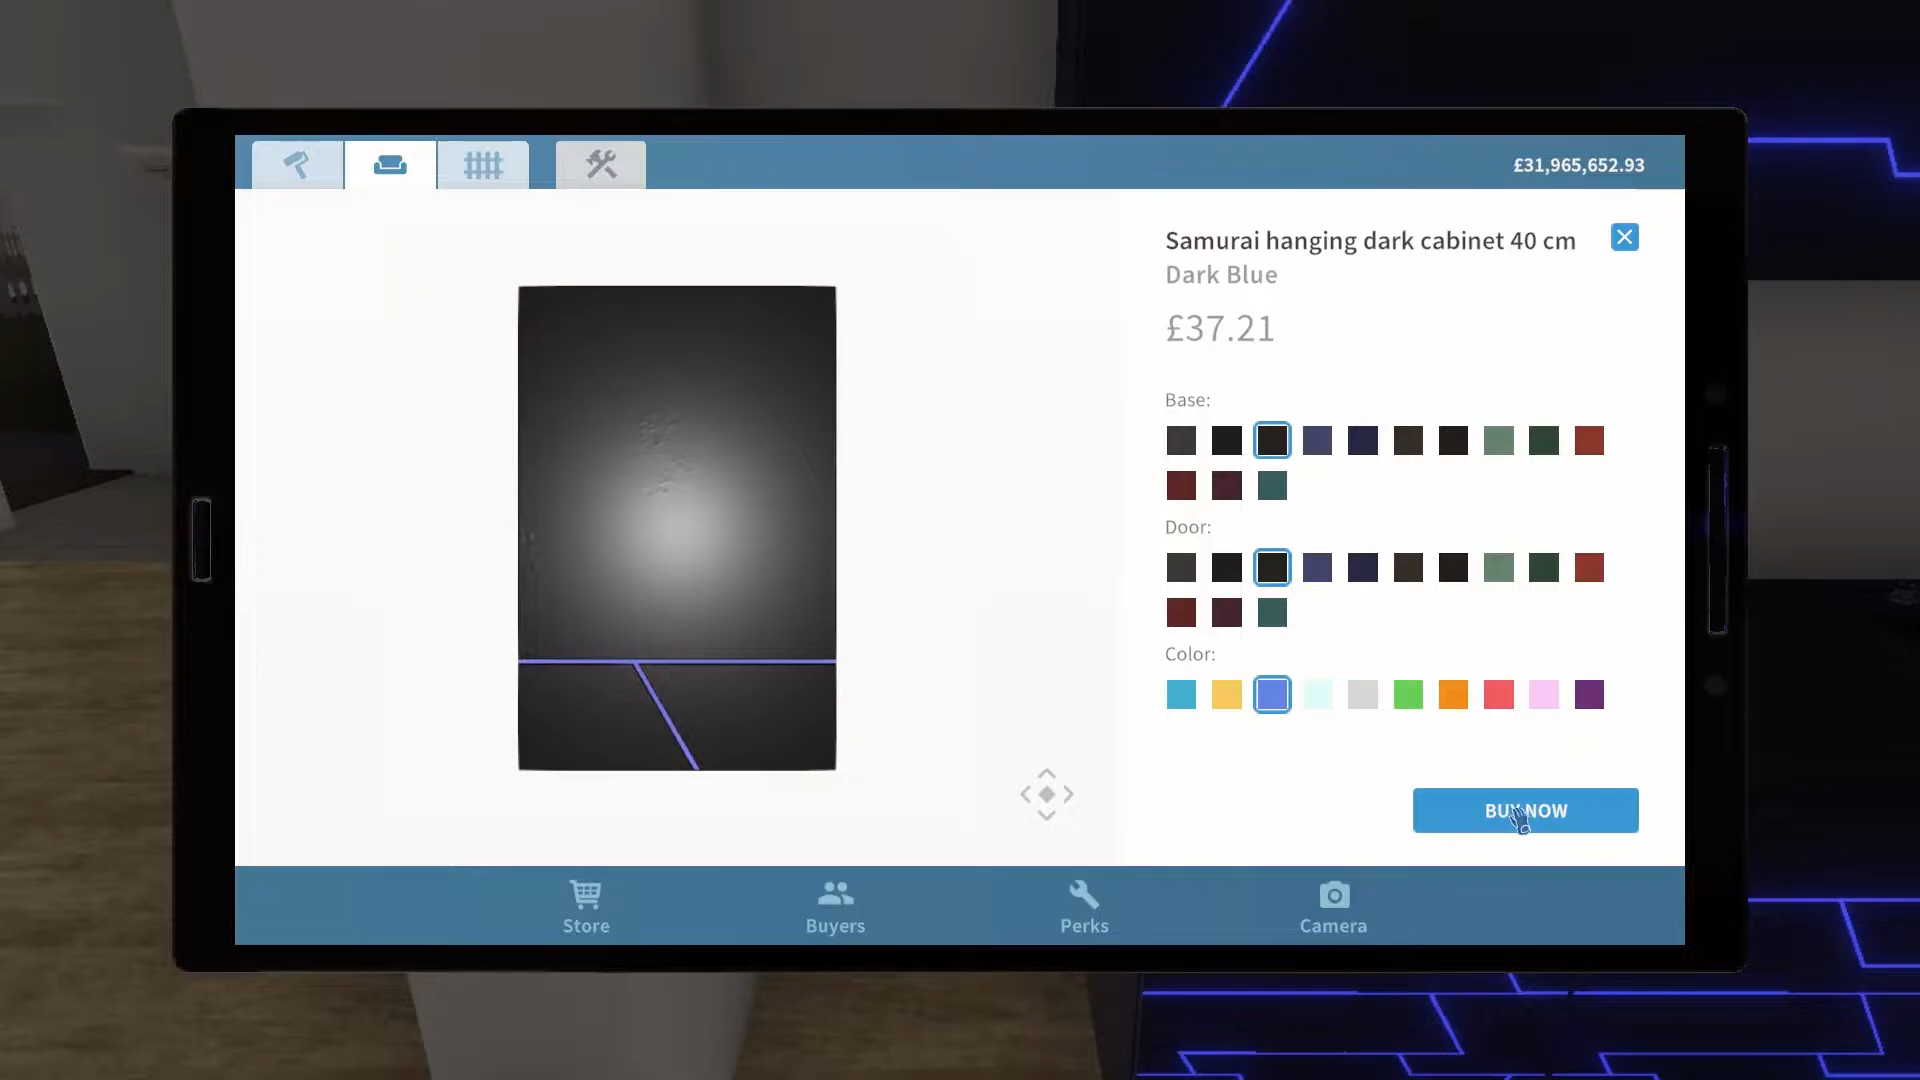 £31,965,652.93
Samurai hanging dark cabinet 40 cm
Dark Blue
£37.21
Base:
Door:
Color:
BUY NOW
Store
Buyers
Perks
Camera